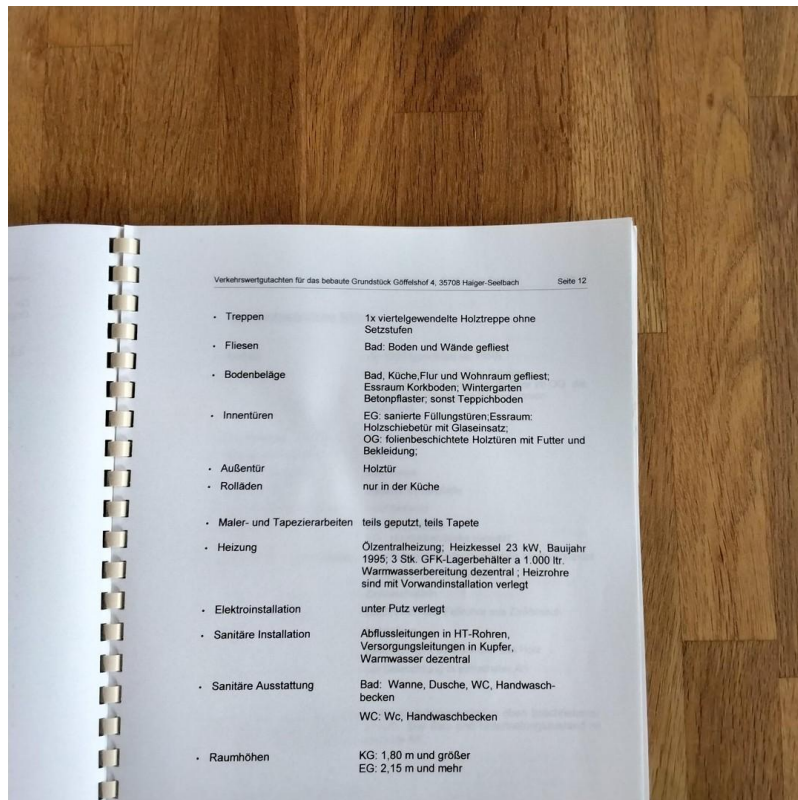 Verkehrswertgutachten für das bebaute Grundstück Göffelshof 4, 35708 Haiger-Seelbach Seite 12
· Treppen 1x viertelgewendelte Holztreppe ohne
Setzstufen
· Fliesen Bad: Boden und Wände gefliest
· Bodenbeläge Bad, Küche,Flur und Wohnraum gefliest;
Essraum Korkboden; Wintergarten
Betonpflaster; sonst Teppichboden
· Innentüren EG: sanierte Füllungstüren;Essraum:
Holzschiebetür mit Glaseinsatz;
OG: folienbeschichtete Holztüren mit Futter und
Bekleidung;
· Außentür Holztür
· Rolläden nur in der Küche
· Maler- und Tapezierarbeiten teils geputzt, teils Tapete
· Heizung Ölzentralheizung; Heizkessel 23 kW, Baujahr
1995; 3 Stk. GFK-Lagerbehälter a 1.000 ltr.
Warmwasserbereitung dezentral ; Heizrohre
sind mit Vorwandinstallation verlegt
· Elektroinstallation unter Putz verlegt
· Sanitäre Installation Abflussleitungen in HT-Rohren,
Versorgungsleitungen in Kupfer,
Warmwasser dezentral
· Sanitäre Ausstattung Bad: Wanne, Dusche, WC, Handwasch-
becken
WC: Wc, Handwaschbecken
· Raumhöhen KG: 1,80 m und größer
EG: 2,15 m und mehr